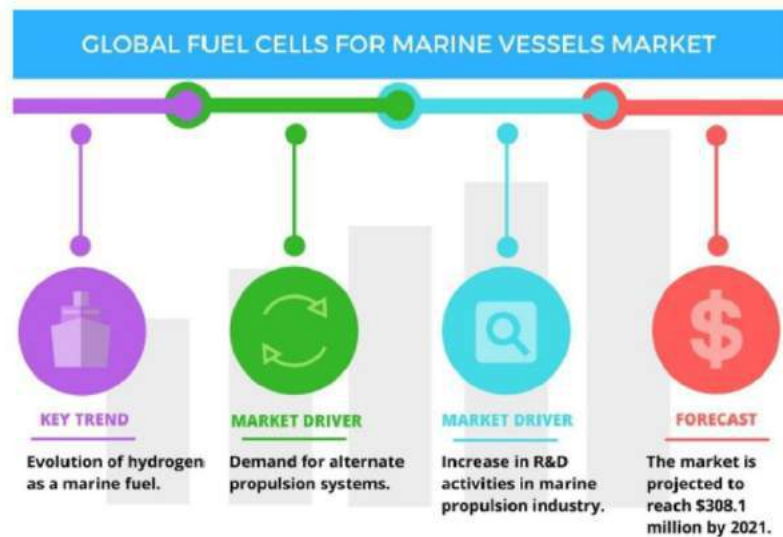 GLOBAL FUEL CELLS FOR MARINE VESSELS MARKET
KEY TREND
Evolution of hydrogen
as a marine fuel.
MARKET DRIVER
Demand for alternate
propulsion systems.
MARKET DRIVER
Increase in R&D
activities in marine
propulsion industry.
$
FORECAST
The market is
projected to
reach $308.1
million by 2021.